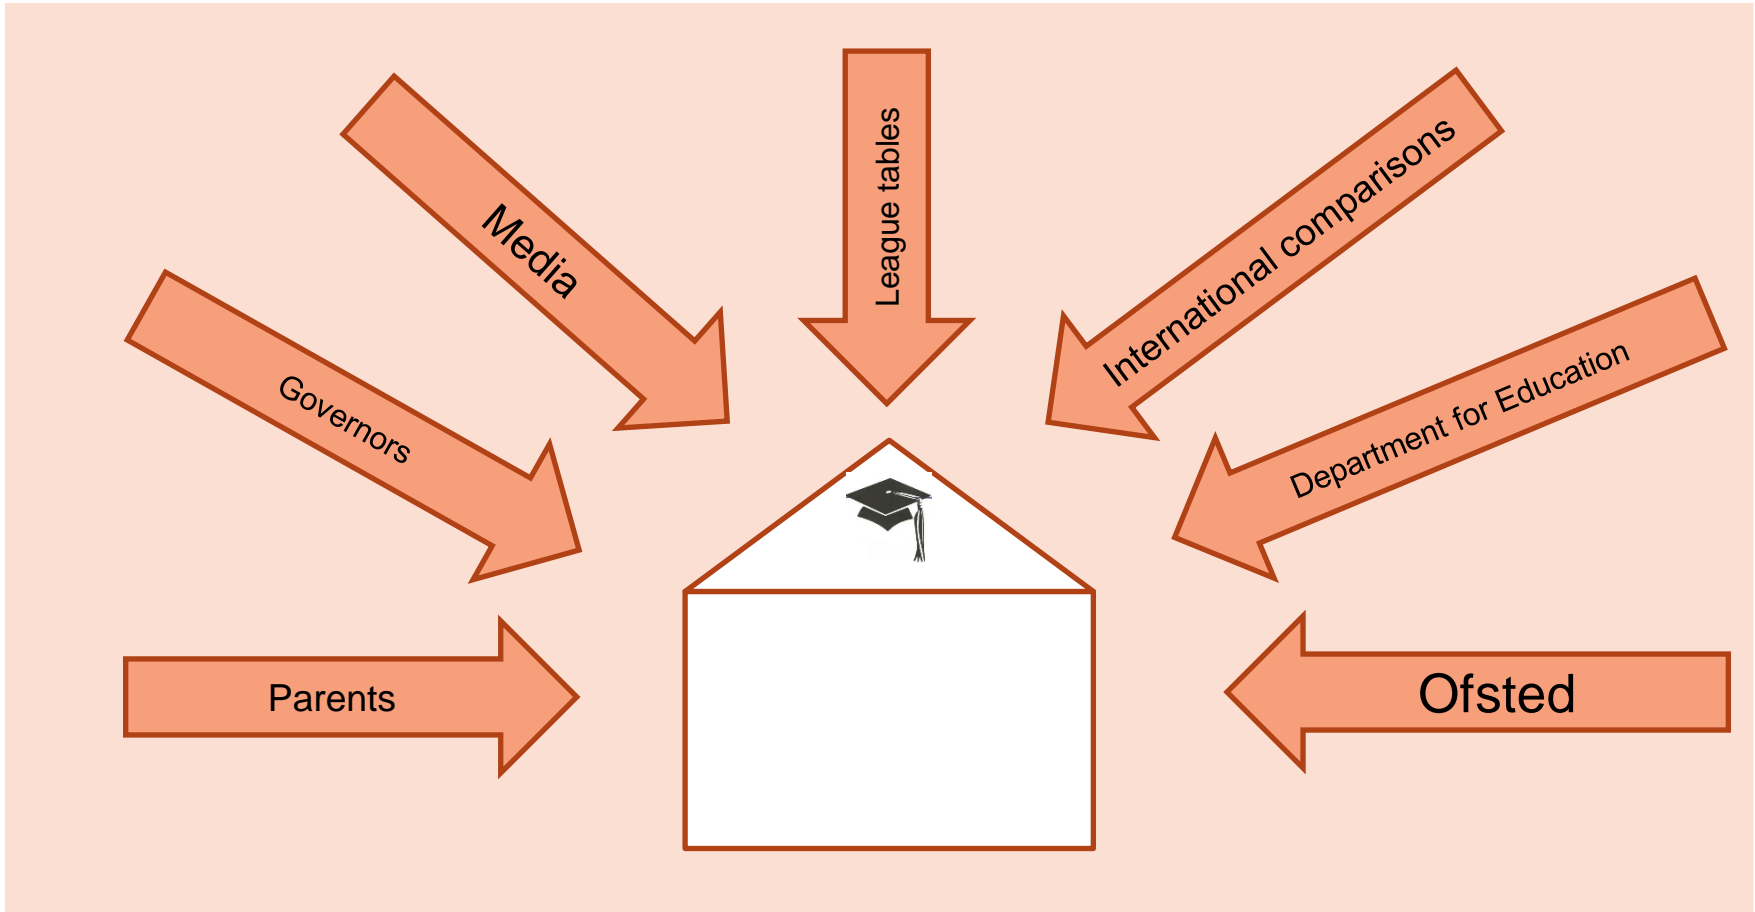 League tables
Media
International comparisons
Governors
Department for Education
Parents
Ofsted